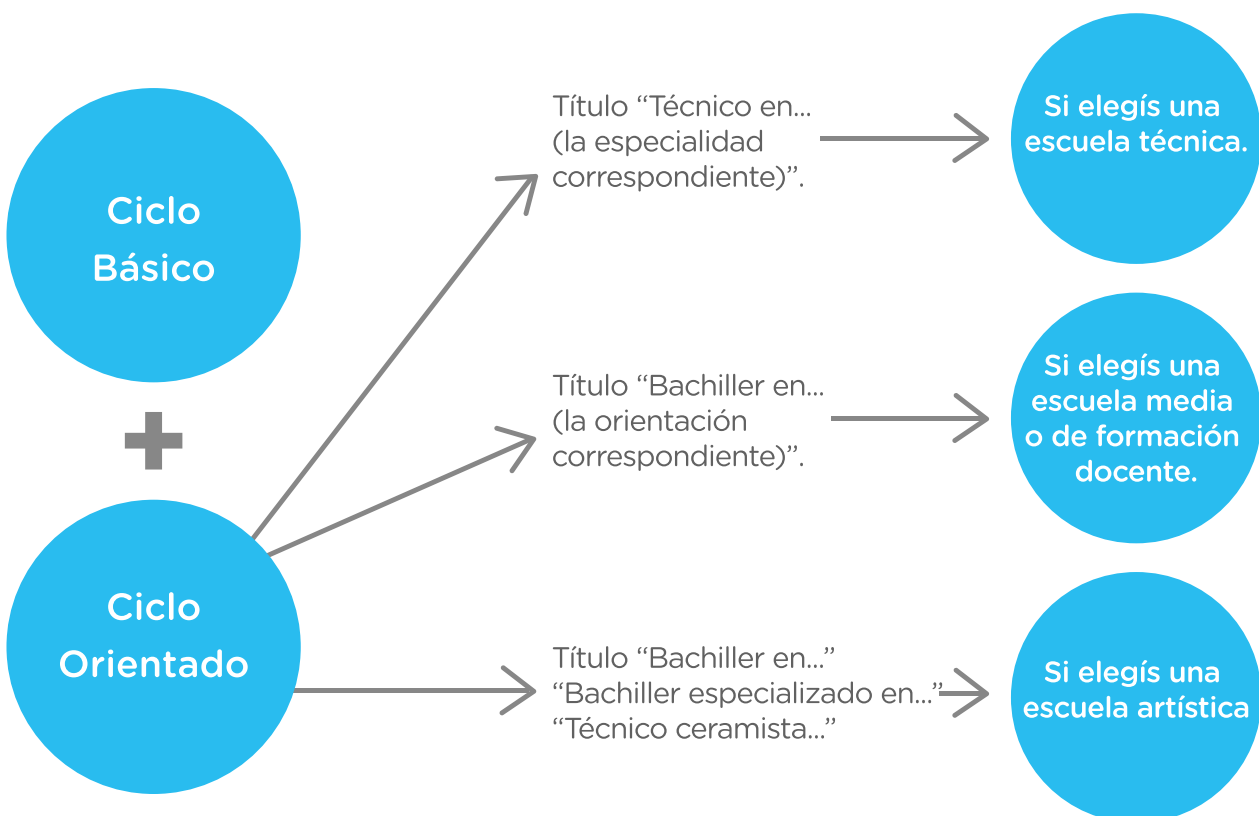 Ciclo
Básico
+
Ciclo
Orientado
Título “Técnico en...
(la especialidad
correspondiente)”.
Si elegís una
escuela técnica.
Título “Bachiller en...
(la orientación
correspondiente)”.
Si elegís una
escuela media
o de formación
docente.
Título “Bachiller en...”
“Bachiller especializado en...”
“Técnico ceramista...”
Si elegís una
escuela artística